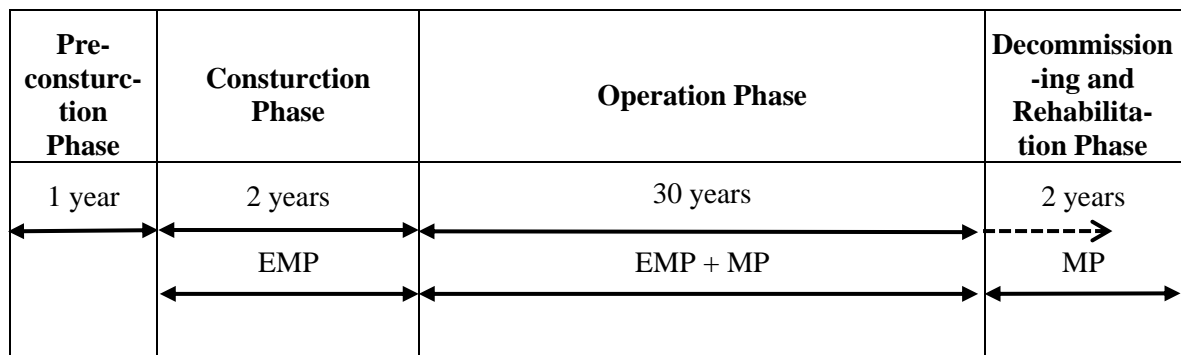 Pre-
consturc-
tion
Phase
Consturction
Phase
Operation Phase
Decommission
-ing and
Rehabilita-
tion Phase
1 year
2 years
30 years
2 years
EMP
EMP + MP
MP